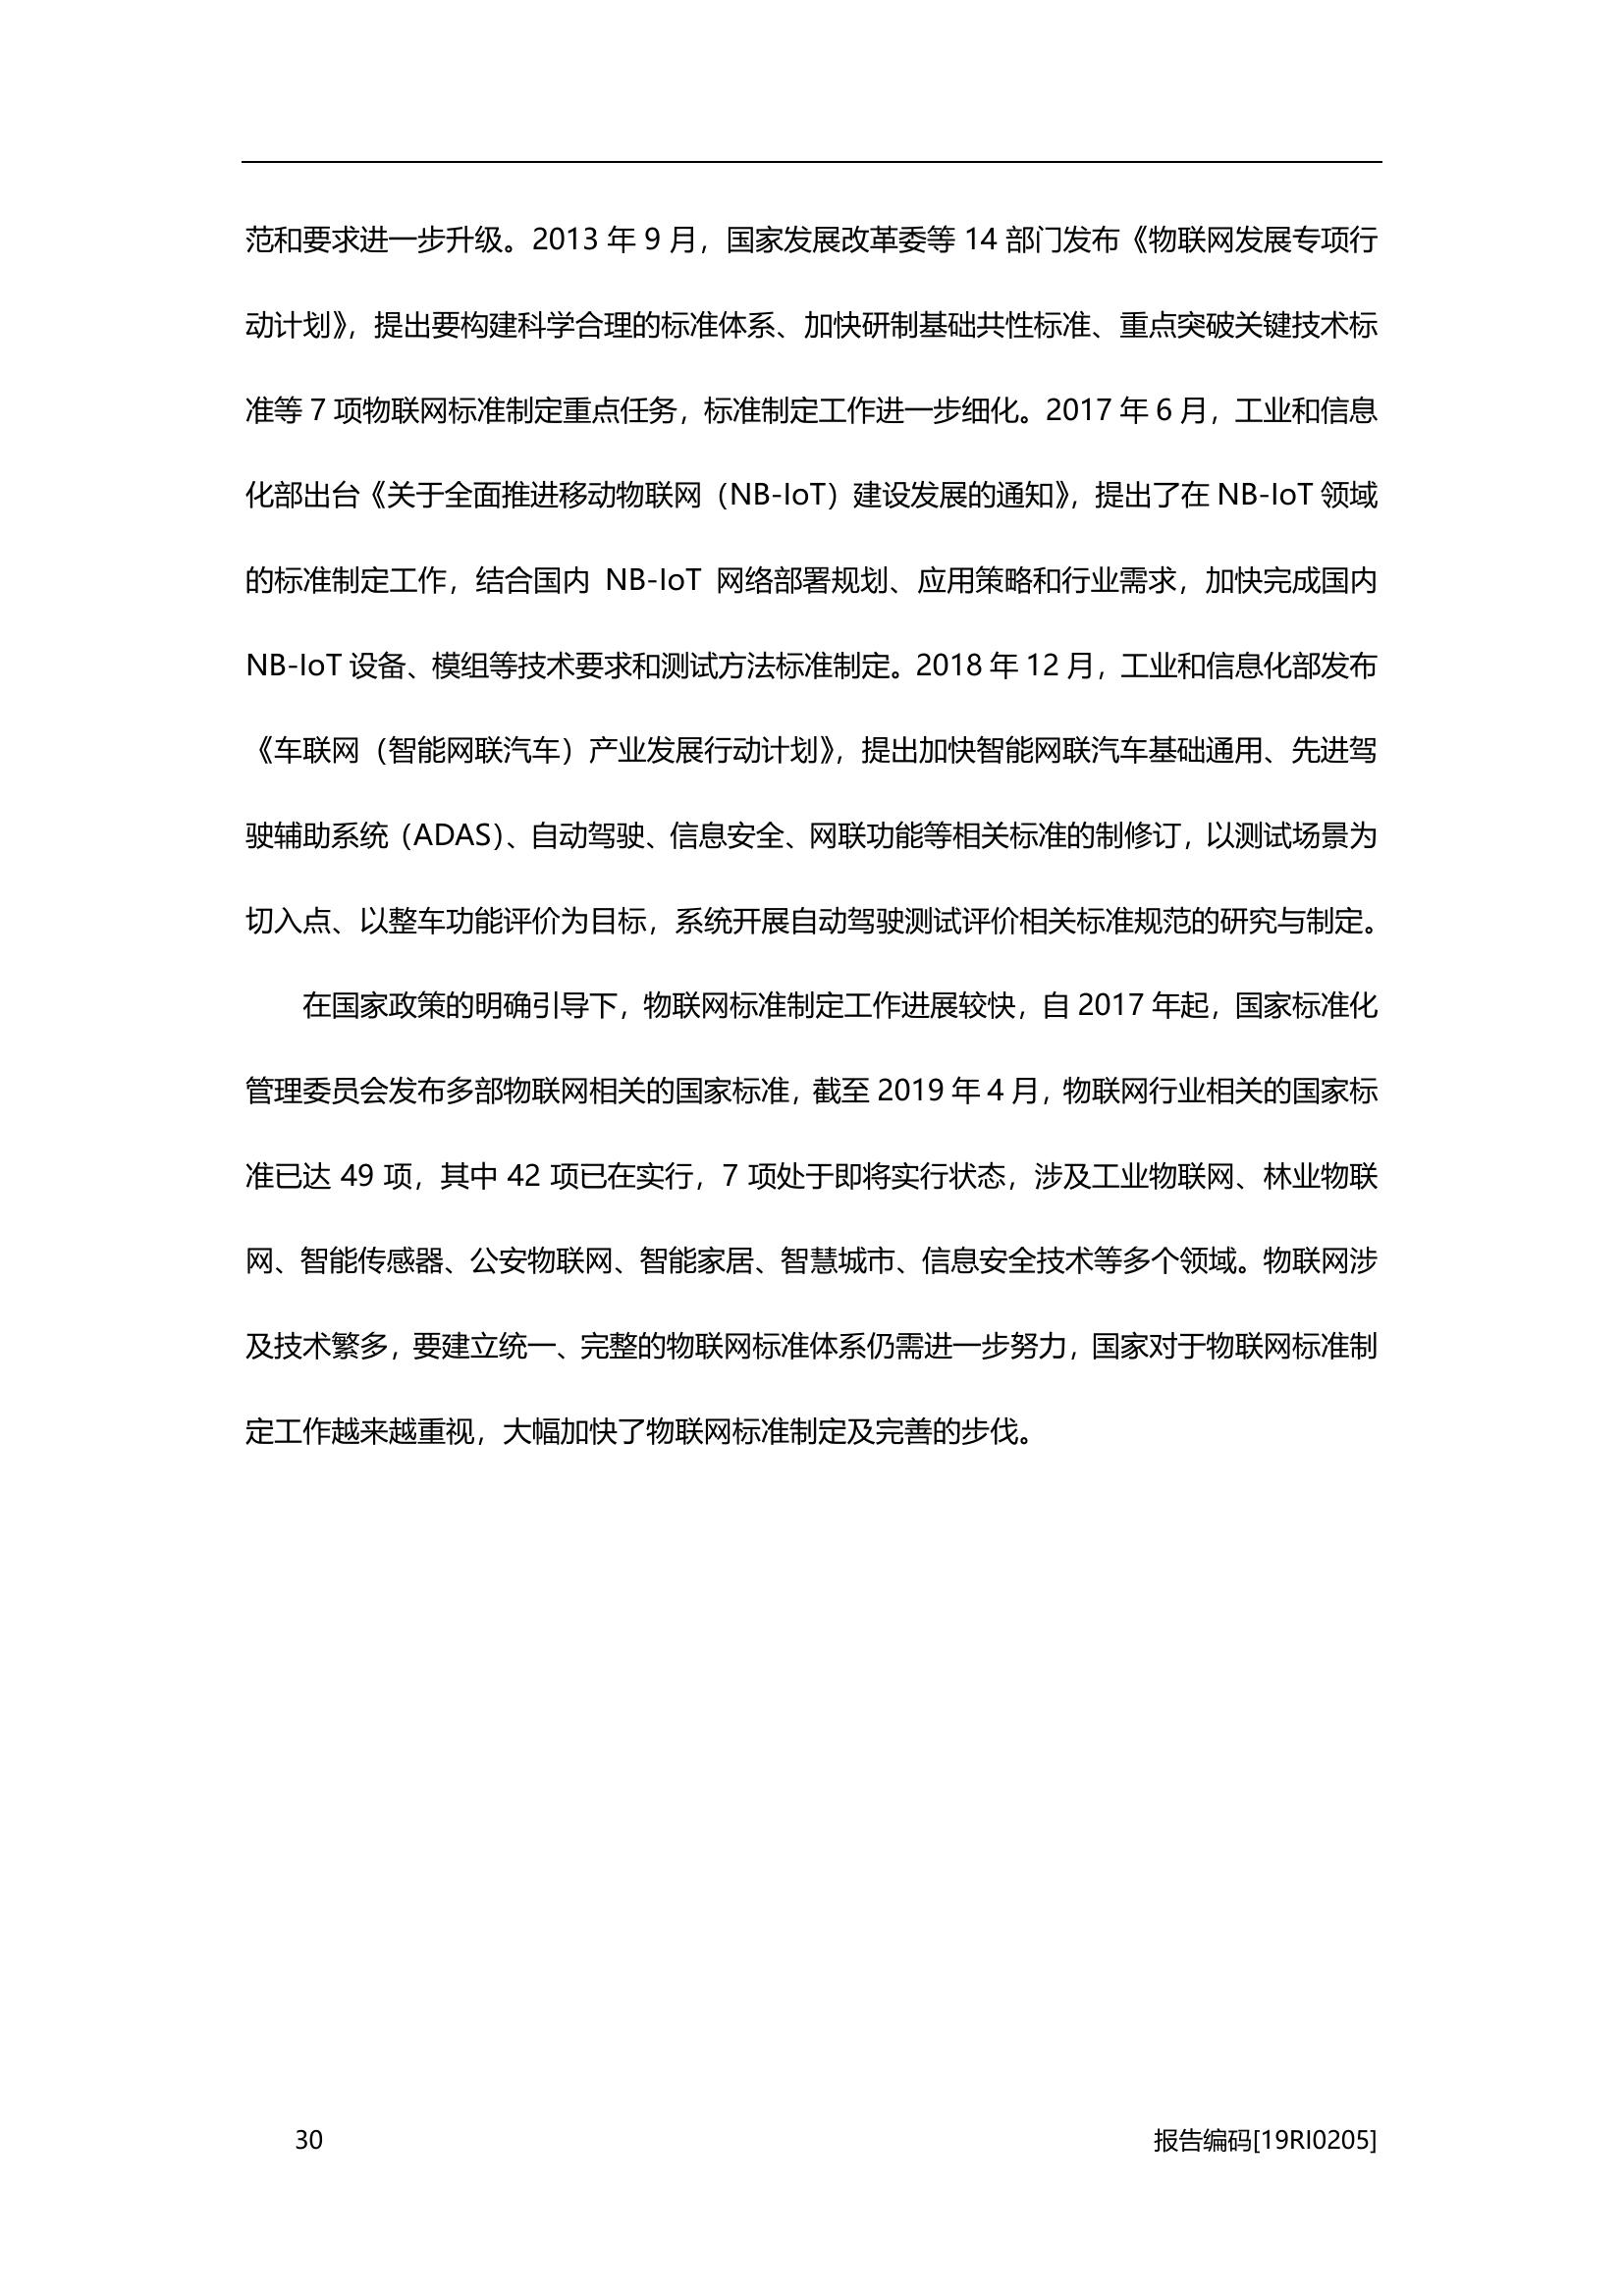 范和要求进一步升级。2013 年 9 月，国家发展改革委等 14 部门发布《物联网发展专项行
动计划》，提出要构建科学合理的标准体系、加快研制基础共性标准、重点突破关键技术标
准等 7 项物联网标准制定重点任务，标准制定工作进一步细化。2017 年 6 月，工业和信息
化部出台《关于全面推进移动物联网（NB-IoT）建设发展的通知》，提出了在 NB-IoT 领域
的标准制定工作，结合国内 NB-IoT 网络部署规划、应用策略和行业需求，加快完成国内
NB-IoT 设备、模组等技术要求和测试方法标准制定。2018 年 12 月，工业和信息化部发布
《车联网（智能网联汽车）产业发展行动计划》，提出加快智能网联汽车基础通用、先进驾
驶辅助系统（ADAS）、自动驾驶、信息安全、网联功能等相关标准的制修订，以测试场景为
切入点、以整车功能评价为目标，系统开展自动驾驶测试评价相关标准规范的研究与制定。
在国家政策的明确引导下，物联网标准制定工作进展较快，自 2017 年起，国家标准化
管理委员会发布多部物联网相关的国家标准，截至 2019 年 4 月，物联网行业相关的国家标
准已达 49 项，其中 42 项已在实行，7 项处于即将实行状态，涉及工业物联网、林业物联
网、智能传感器、公安物联网、智能家居、智慧城市、信息安全技术等多个领域。物联网涉
及技术繁多，要建立统一、完整的物联网标准体系仍需进一步努力，国家对于物联网标准制
定工作越来越重视，大幅加快了物联网标准制定及完善的步伐。
30
报告编码[19RI0205]